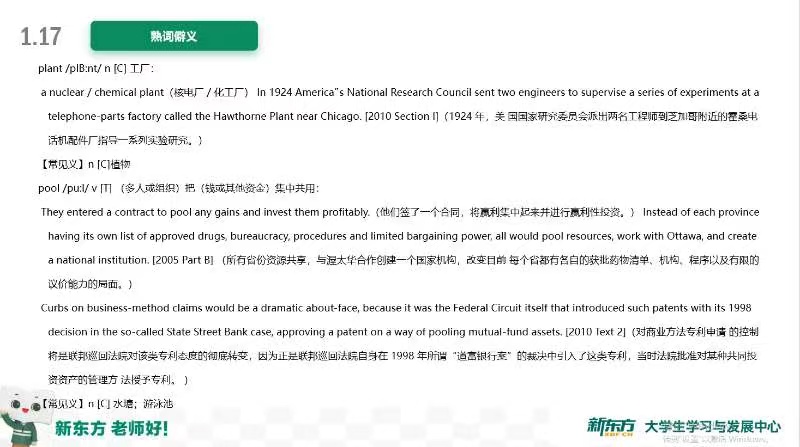 1.17
熟词僻义
plant /plB:nt/ n [C] 工厂：
a nuclear / chemical plant（核电厂 / 化工厂） In 1924 America"s National Research Council sent two engineers to supervise a series of experiments at a
telephone-parts factory called the Hawthorne Plant near Chicago. [2010 Section I]（1924 年，美 国国家研究委员会派出两名工程师到芝加哥附近的霍桑电
话机配件厂指导一系列实验研究。）
【常见义】n [C]植物
pool /pu:l/ v [T] （多人或组织）把（钱或其他资金）集中共用：
They entered a contract to pool any gains and invest them profitably.（他们签了一个合同，将赢利集中起来并进行赢利性投资。） Instead of each province
having its own list of approved drugs, bureaucracy, procedures and limited bargaining power, all would pool resources, work with Ottawa, and create
a national institution. [2005 Part B] （所有省份资源共享，与渥太华合作创建一个国家机构，改变目前 每个省都有各自的获批药物清单、机构、程序以及有限的
议价能力的局面。）
Curbs on business-method claims would be a dramatic about-face, because it was the Federal Circuit itself that introduced such patents with its 1998
decision in the so-called State Street Bank case, approving a patent on a way of pooling mutual-fund assets. [2010 Text 2]（对商业方法专利申请 的控制
将是联邦巡回法院对该类专利态度的彻底转变，因为正是联邦巡回法院自身在 1998 年所谓“道富银行案”的裁决中引入了这类专利，当时法院批准对某种共同投
资资产的管理方 法授予专利。）
【常见义】n [C] 水塘；游泳池
新东方 老师好！
新东方 XDF.CN 大学生学习与发展中心
转到"设置"以激活 Windows。